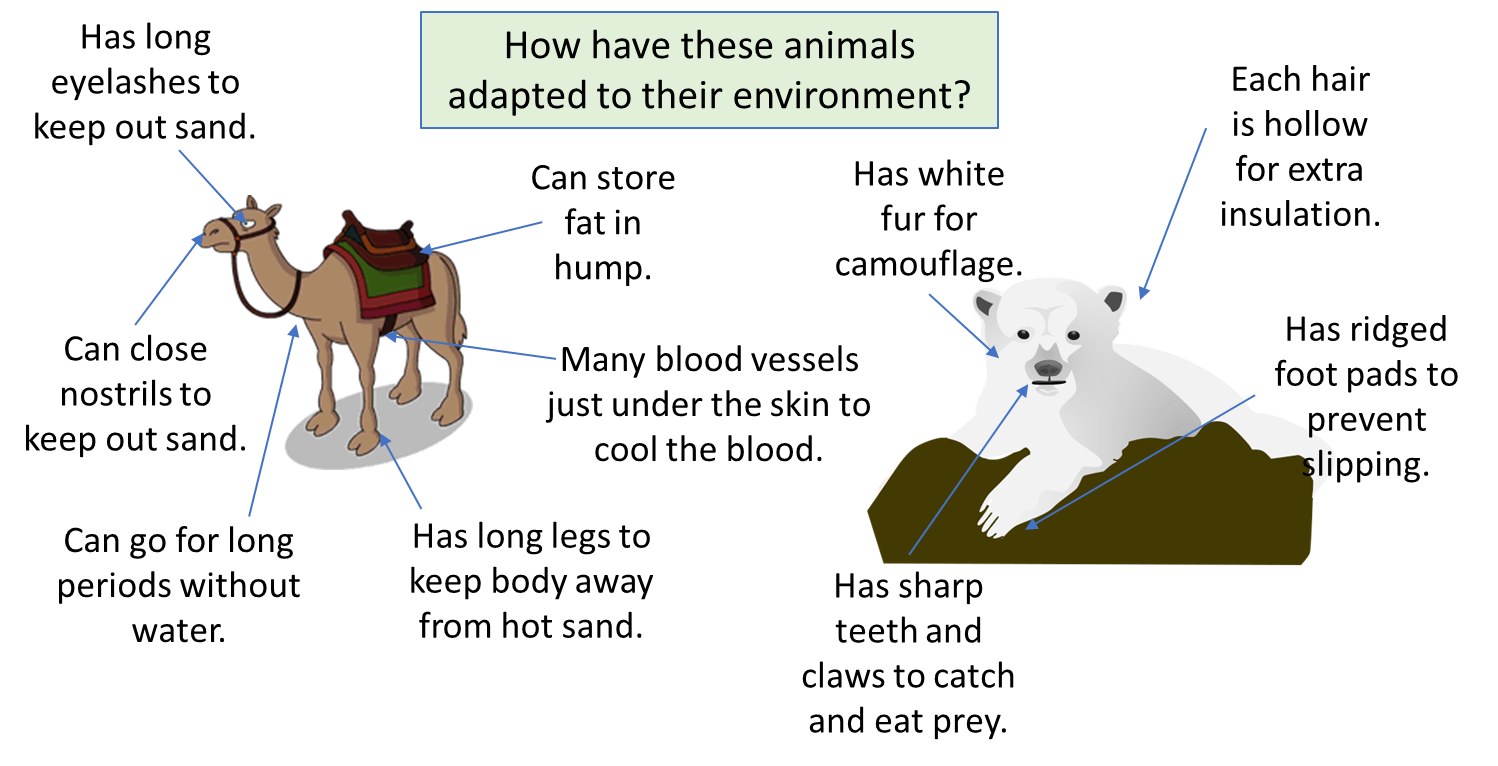 How have these animals
adapted to their environment?
Has long
eyelashes to
keep out sand.
Can store
fat in
hump.
Can close
nostrils to
keep out sand.
Many blood vessels
just under the skin to
cool the blood.
Can go for long
periods without
water.
Has long legs to
keep body away
from hot sand.
Has white
fur for
camouflage.
Each hair
is hollow
for extra
insulation.
Has ridged
foot pads to
prevent
slipping.
Has sharp
teeth and
claws to catch
and eat prey.